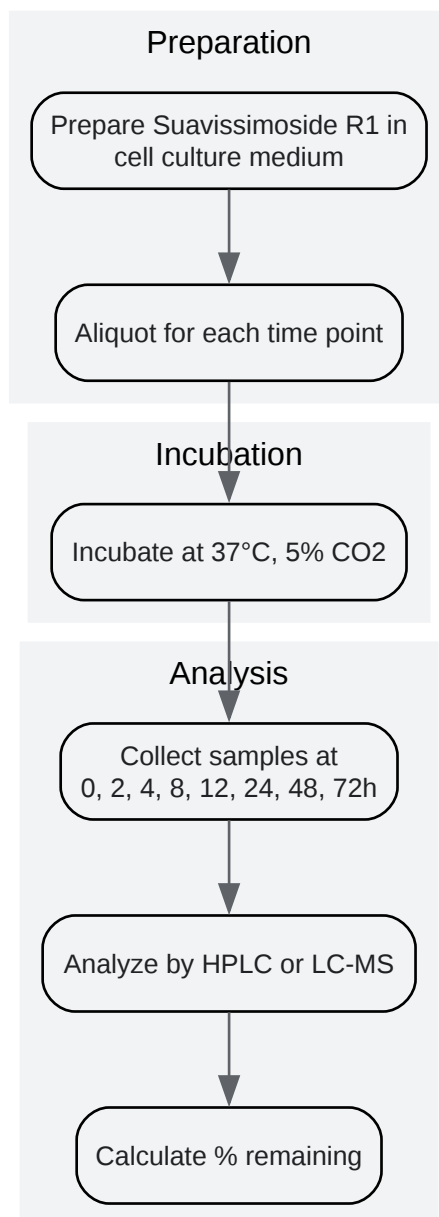 Preparation
Prepare Suavissimoside R1 in
cell culture medium
Aliquot for each time point
Incubation
Incubate at 37°C, 5% CO2
Analysis
Collect samples at
0, 2, 4, 8, 12, 24, 48, 72h
Analyze by HPLC or LC-MS
Calculate % remaining